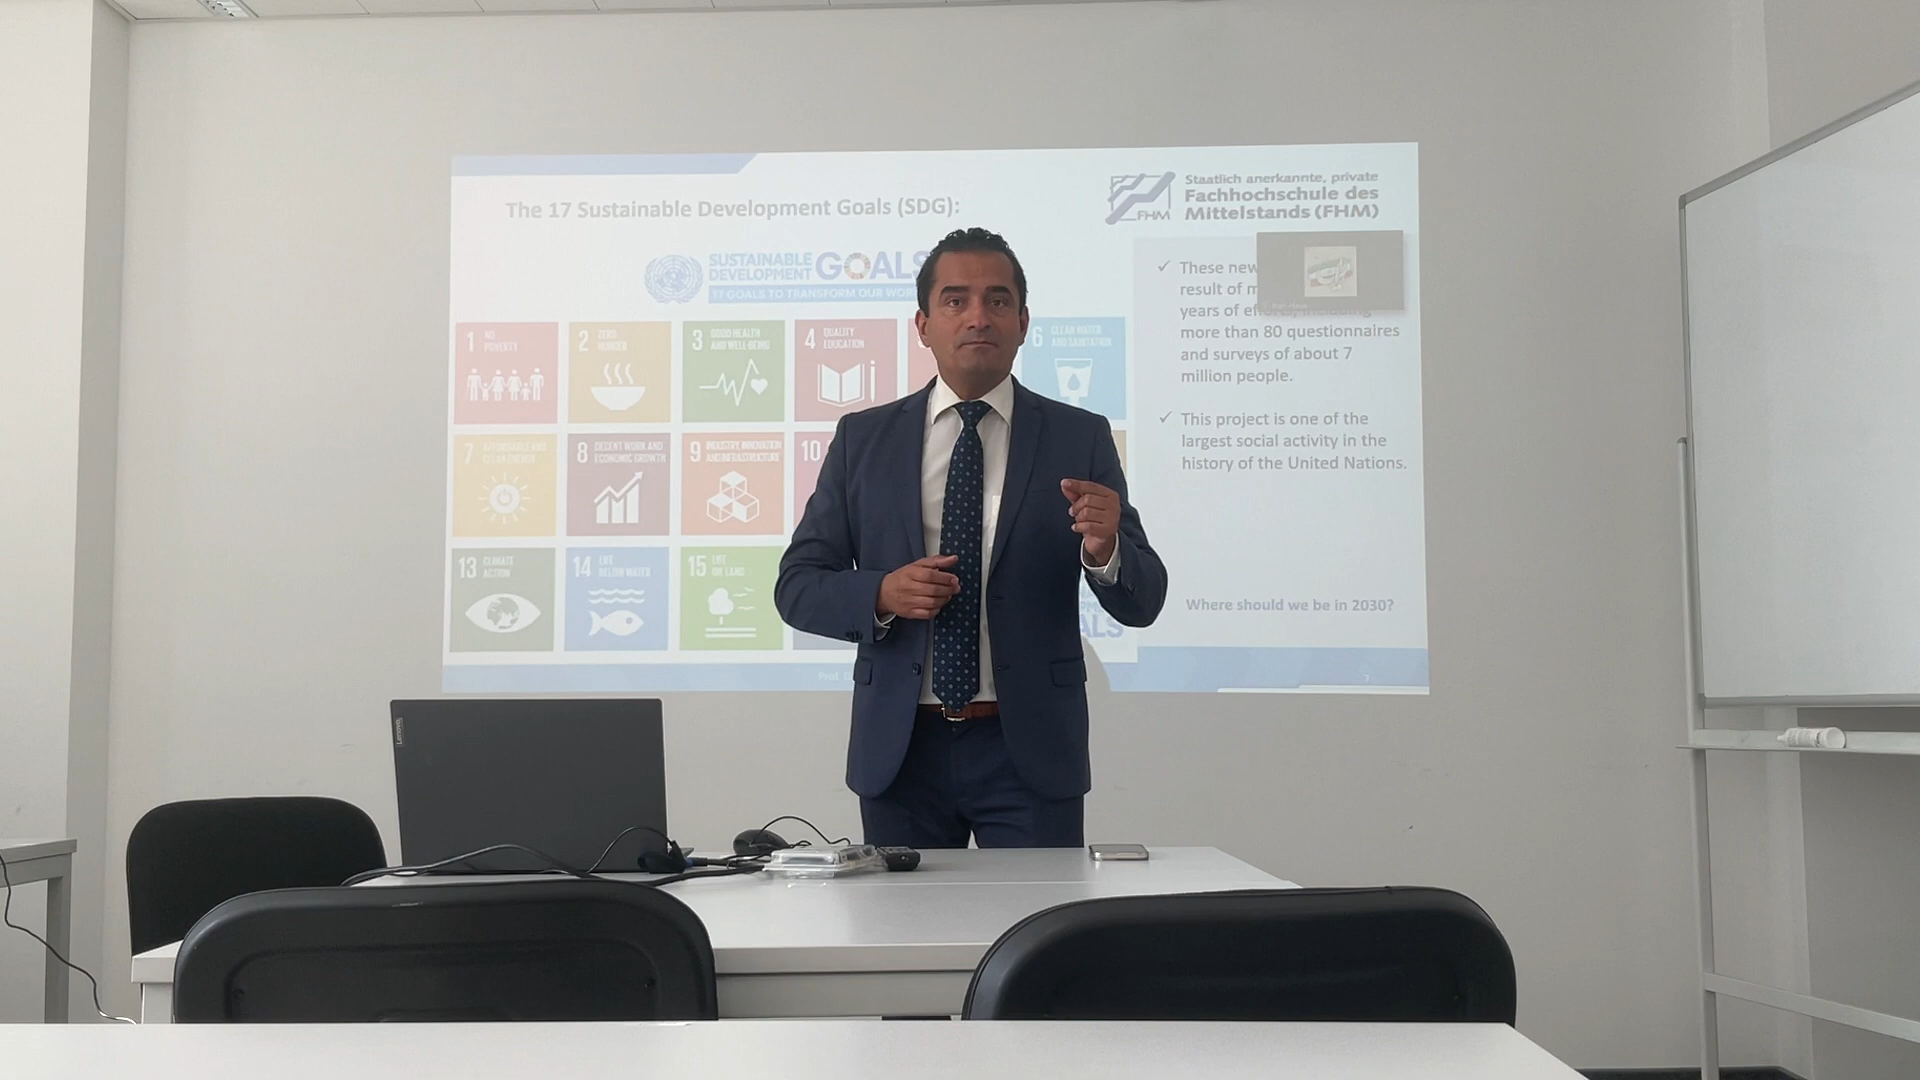 The 17 Sustainable Development Goals (SDG):
Staatlich anerkannte, private
Fachhochschule des
Mittelstands (FHM)
FHM
SUSTAINABLE
DEVELOPMENT
GOALS
17 GOALS TO TRANSFORM OUR
1 NO
POVERTY
2 ZERO
HUNGER
3 GOOD HEALTH
AND WELL-BEING
4 QUALITY
EDUCATION
6 CLEAN WATER
AND SANITATION
7 AFFORDABLE AND
CLEAN ENERGY
8 DECENT WORK AND
ECONOMIC GROWTH
9 INDUSTRY, INNOVATION
AND INFRASTRUCTURE
10
13 CLIMATE
ACTION
14 LIFE
BELOW WATER
15 LIFE
ON LAND
ALS
✓ These new
result of m
years of
more than 80 questionnaires
and surveys of about 7
million people.
✓ This project is one of the
largest social activity in the
history of the United Nations.
Where should we be in 2030?
Prof.
7
Lenovo